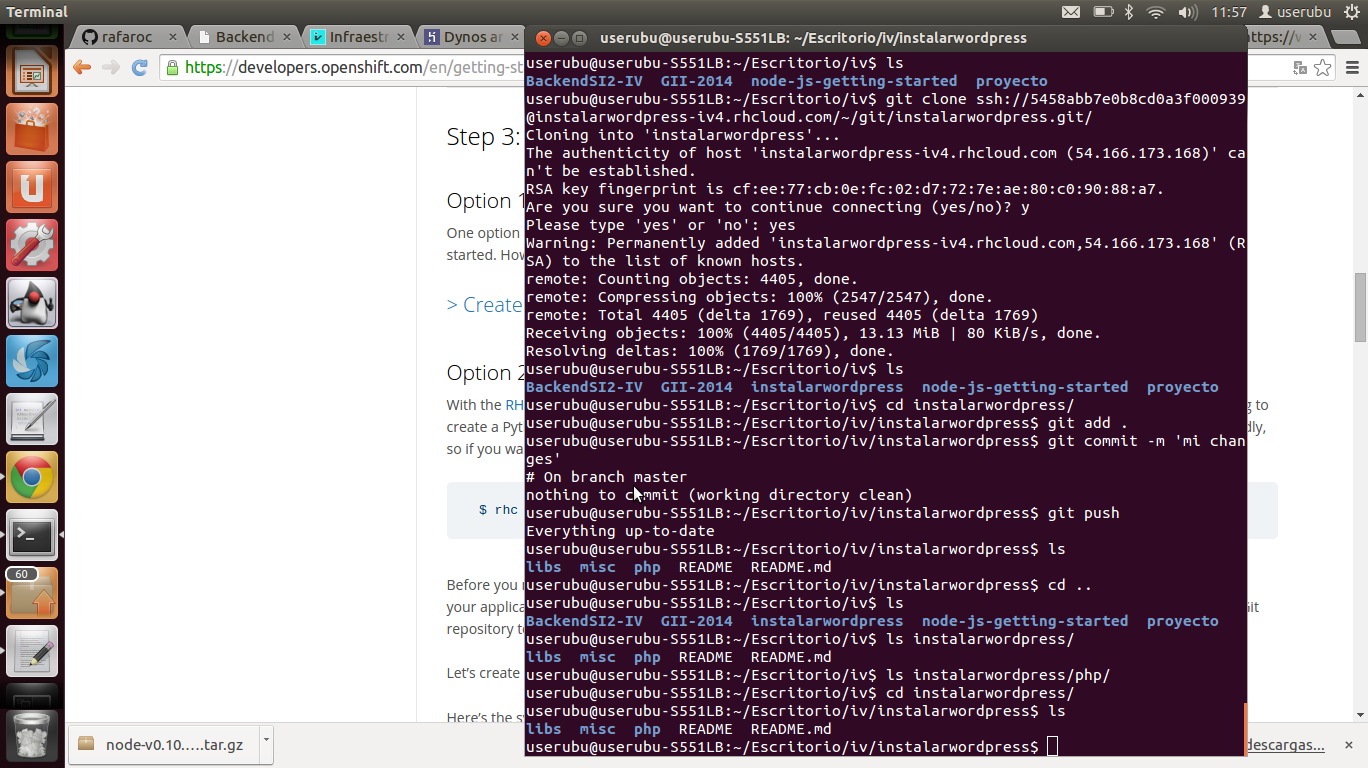 Terminal
11:57
userubu
rafaroc
Backend
Infraestr
Dynos ar
https://v
userubu@userubu-S551LB: ~/Escritorio/iv/instalarwordpress
https://developers.openshift.com/en/getting-st
Step 3:
Option 1
One option
started. How
> Create
Option 2
With the RH
g to
create a Pyt
dly,
so if you wa
$ rhc
Before you r
your applica
Git
repository t
Let's create
Here's the sy
60
node-v0.10.....tar.gz
descargas...
userubu@userubu-S551LB:~/Escritorio/iv$ ls
BackendSI2-IV  GII-2014  node-js-getting-started  proyecto
userubu@userubu-S551LB:~/Escritorio/iv$ git clone ssh://5458abb7e0b8cd0a3f000939
@instalarwordpress-iv4.rhcloud.com/~/git/instalarwordpress.git/
Cloning into 'instalarwordpress'...
The authenticity of host 'instalarwordpress-iv4.rhcloud.com (54.166.173.168)' ca
n't be established.
RSA key fingerprint is cf:ee:77:cb:0e:fc:02:d7:72:7e:ae:80:c0:90:88:a7.
Are you sure you want to continue connecting (yes/no)? y
Please type 'yes' or 'no': yes
Warning: Permanently added 'instalarwordpress-iv4.rhcloud.com,54.166.173.168' (R
SA) to the list of known hosts.
remote: Counting objects: 4405, done.
remote: Compressing objects: 100% (2547/2547), done.
remote: Total 4405 (delta 1769), reused 4405 (delta 1769)
Receiving objects: 100% (4405/4405), 13.13 MiB | 80 KiB/s, done.
Resolving deltas: 100% (1769/1769), done.
userubu@userubu-S551LB:~/Escritorio/iv$ ls
BackendSI2-IV  GII-2014  instalarwordpress  node-js-getting-started  proyecto
userubu@userubu-S551LB:~/Escritorio/iv$ cd instalarwordpress/
userubu@userubu-S551LB:~/Escritorio/iv/instalarwordpress$ git add .
userubu@userubu-S551LB:~/Escritorio/iv/instalarwordpress$ git commit -m 'mi chan
ges'
# On branch master
nothing to commit (working directory clean)
userubu@userubu-S551LB:~/Escritorio/iv/instalarwordpress$ git push
Everything up-to-date
userubu@userubu-S551LB:~/Escritorio/iv/instalarwordpress$ ls
libs  misc  php  README  README.md
userubu@userubu-S551LB:~/Escritorio/iv/instalarwordpress$ cd ..
userubu@userubu-S551LB:~/Escritorio/iv$ ls
BackendSI2-IV  GII-2014  instalarwordpress  node-js-getting-started  proyecto
userubu@userubu-S551LB:~/Escritorio/iv$ ls instalarwordpress/
libs  misc  php  README  README.md
userubu@userubu-S551LB:~/Escritorio/iv$ ls instalarwordpress/php/
userubu@userubu-S551LB:~/Escritorio/iv$ cd instalarwordpress/
userubu@userubu-S551LB:~/Escritorio/iv/instalarwordpress$ ls
libs  misc  php  README  README.md
userubu@userubu-S551LB:~/Escritorio/iv/instalarwordpress$